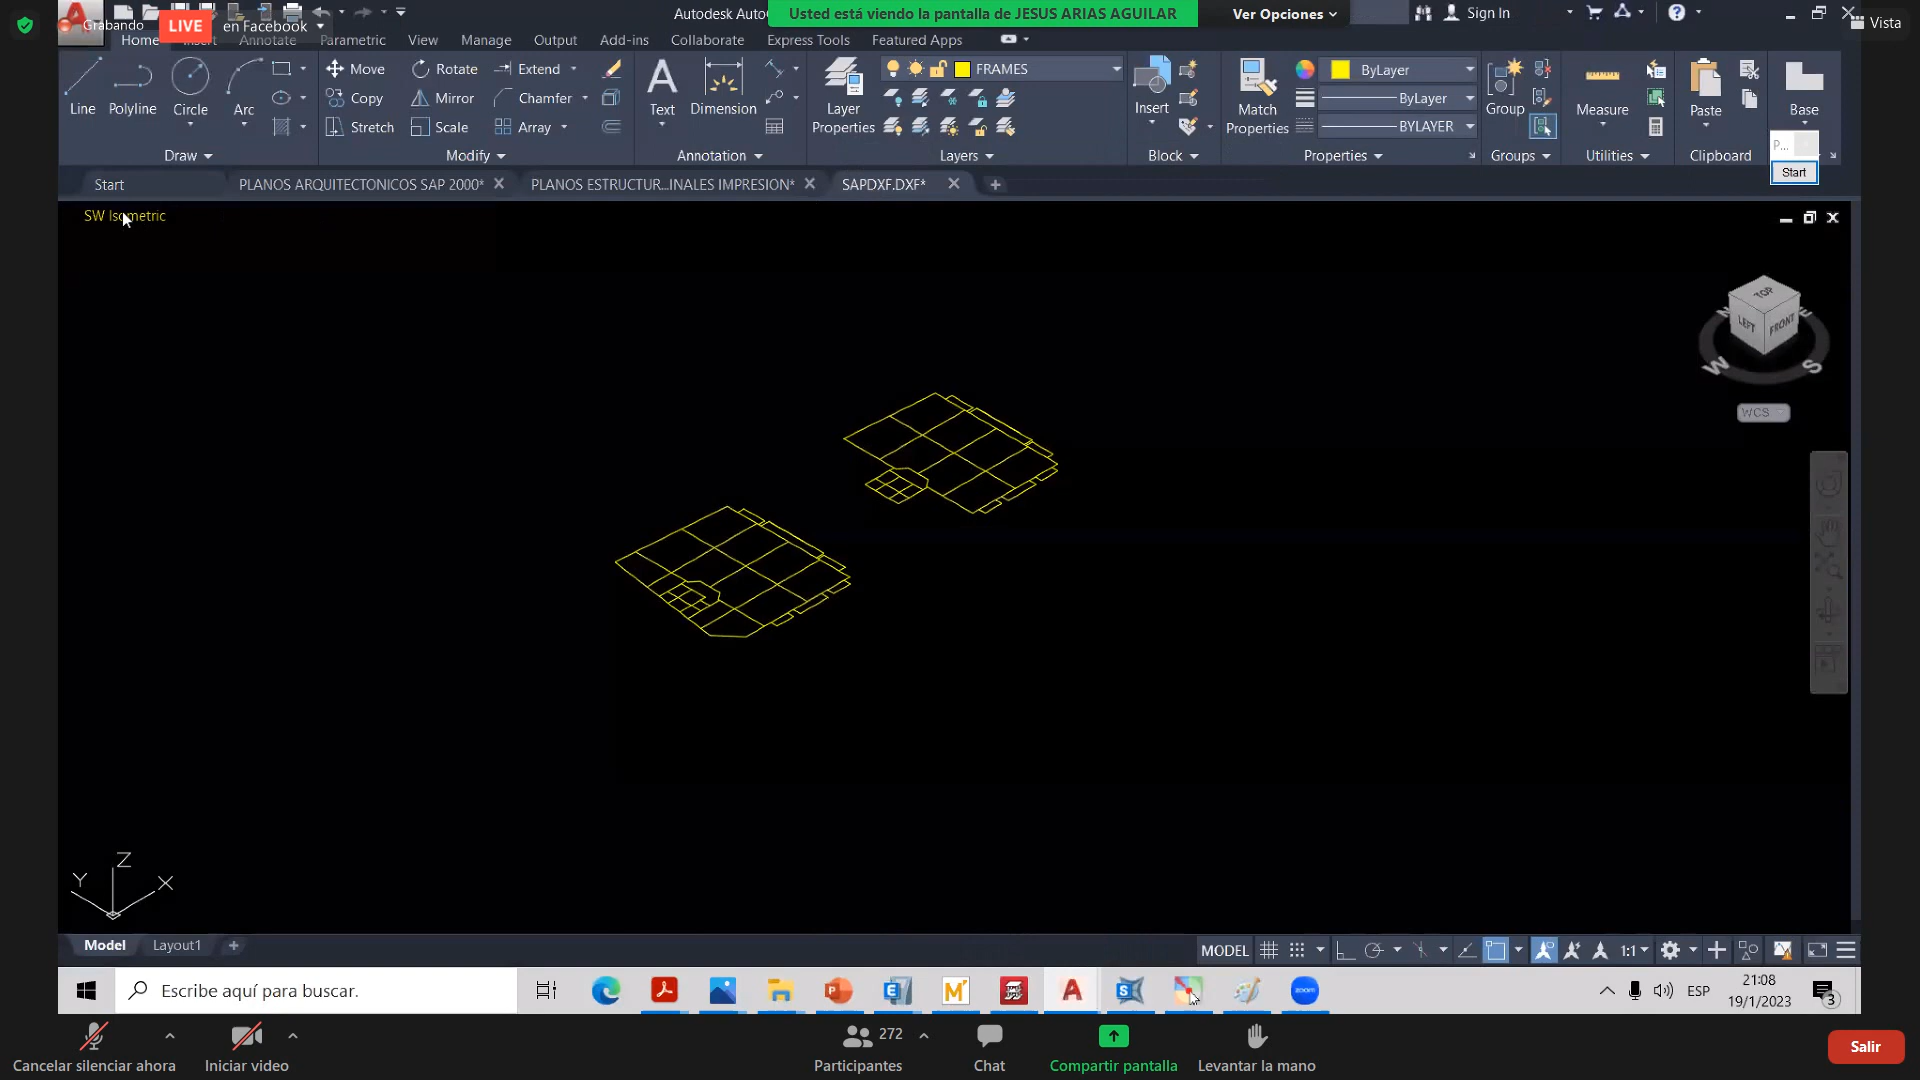 Grabando LIVE en Facebook
Autodesk Auto
Usted está viendo la pantalla de JESUS ARIAS AGUILAR
Ver Opciones
Sign In
Vista
Home Insert Annotate Parametric View Manage Output Add-ins Collaborate Express Tools Featured Apps
Line Polyline Circle Arc
Move Rotate Extend
Copy Mirror Chamfer
Stretch Scale Array
Text Dimension
Layer Properties
FRAMES
Insert
Match Properties
ByLayer
ByLayer
BYLAYER
Group
Measure
Paste
Base
Draw Modify Annotation Layers Block Properties Groups Utilities Clipboard
P...
Start
Start
PLANOS ARQUITECTONICOS SAP 2000*
PLANOS ESTRUCTUR...INALES IMPRESION*
SAPDXF.DXF*
SW Isometric
TOP
LEFT FRONT
W S
WCS
Z
Y X
Model Layout1
MODEL
1:1
Escribe aquí para buscar.
zoom
ESP
21:08
19/1/2023
3
Cancelar silenciar ahora
Iniciar video
Participantes
272
Chat
Compartir pantalla
Levantar la mano
Salir